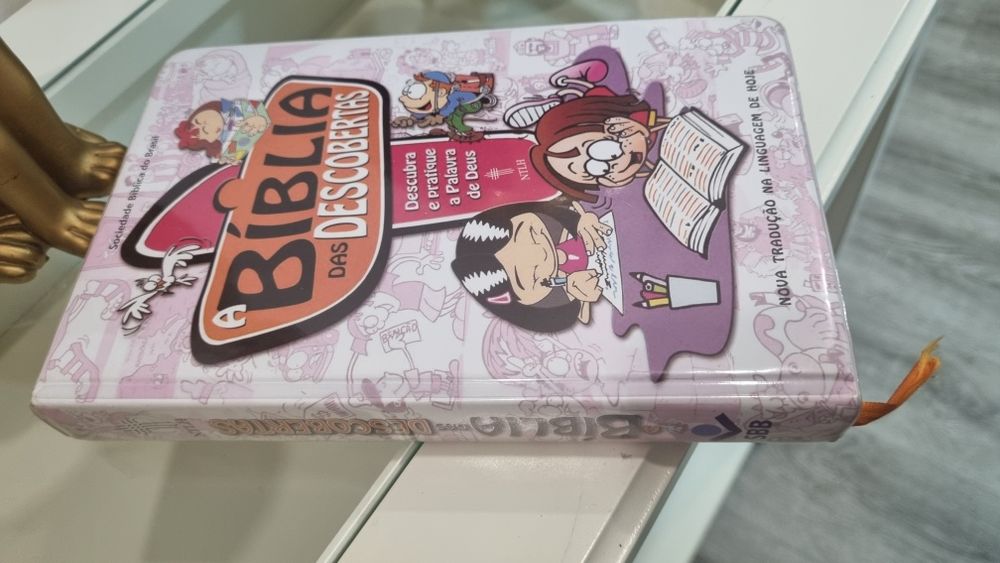 Sociedade Bíblica do Brasil
A
BÍBLIA
DAS DESCOBERTAS
Descubra
e pratique
a Palavra
de Deus
NTLH
NOVA TRADUÇÃO NA LINGUAGEM DE HOJE
BÊNÇÃO
A BÍBLIA DAS DESCOBERTAS
SBB